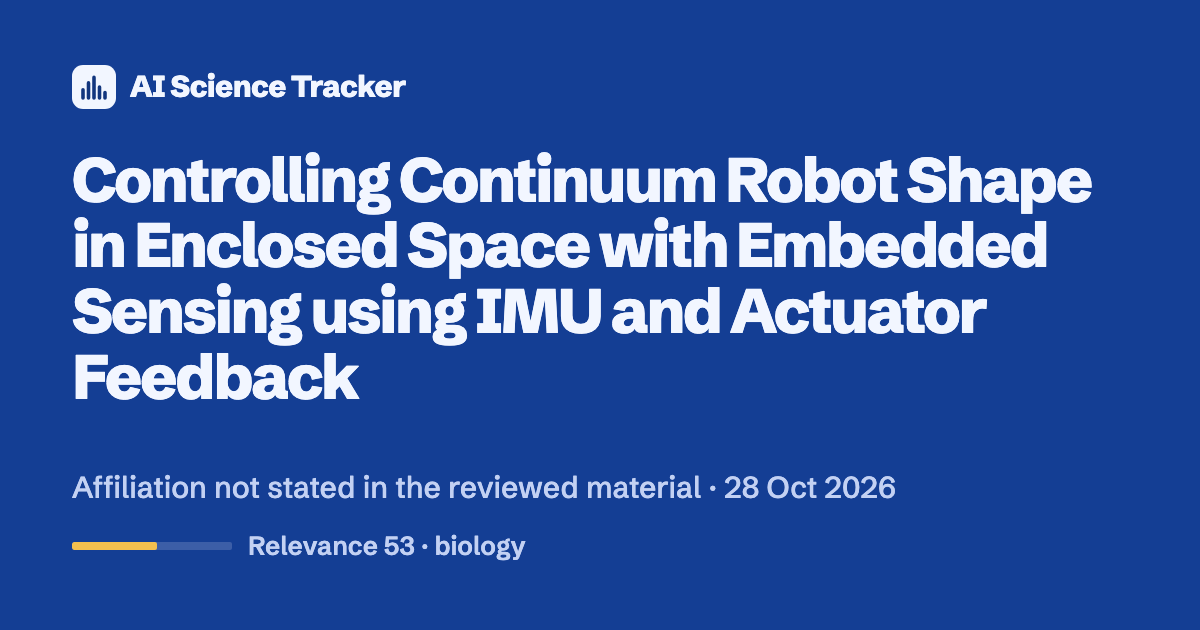 AI Science Tracker
Controlling Continuum Robot Shape
in Enclosed Space with Embedded
Sensing using IMU and Actuator
Feedback
Affiliation not stated in the reviewed material · 28 Oct 2026
Relevance 53 · biology